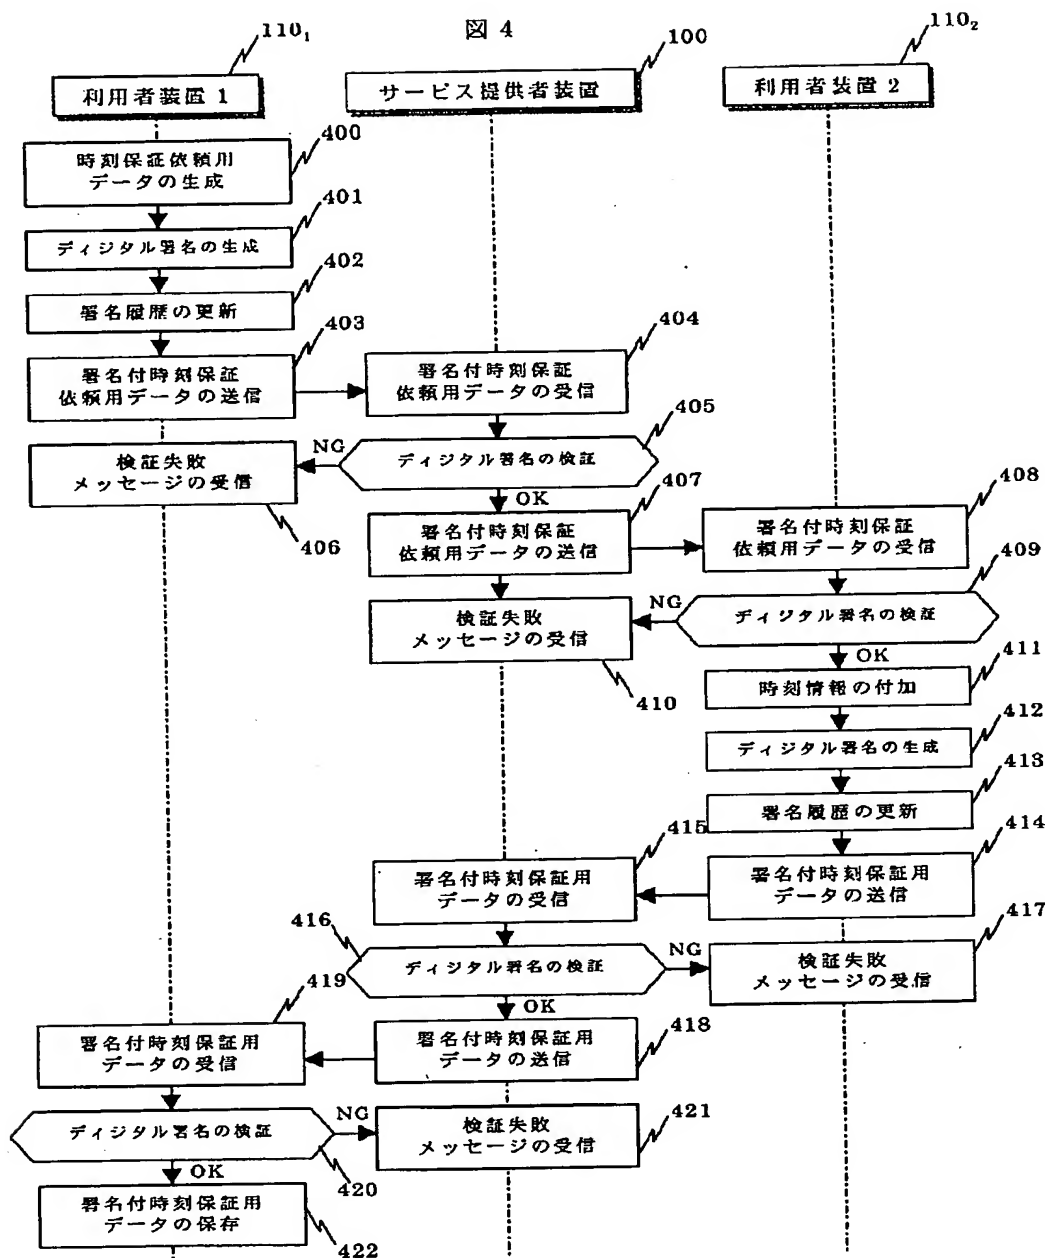 図 4
110₁
100
110₂
利用者装置 1
サービス提供者装置
利用者装置 2
400
時刻保証依頼用
データの生成
401
ディジタル署名の生成
402
署名履歴の更新
403
署名付時刻保証
依頼用データの送信
404
署名付時刻保証
依頼用データの受信
405
ディジタル署名の検証
NG
検証失敗
メッセージの受信
406
OK
407
署名付時刻保証
依頼用データの送信
408
署名付時刻保証
依頼用データの受信
409
ディジタル署名の検証
NG
検証失敗
メッセージの受信
410
OK
411
時刻情報の付加
412
ディジタル署名の生成
413
署名履歴の更新
414
署名付時刻保証用
データの送信
415
署名付時刻保証用
データの受信
416
ディジタル署名の検証
NG
417
検証失敗
メッセージの受信
OK
418
署名付時刻保証用
データの送信
419
署名付時刻保証用
データの受信
ディジタル署名の検証
420
NG
421
検証失敗
メッセージの受信
OK
署名付時刻保証用
データの保存
422